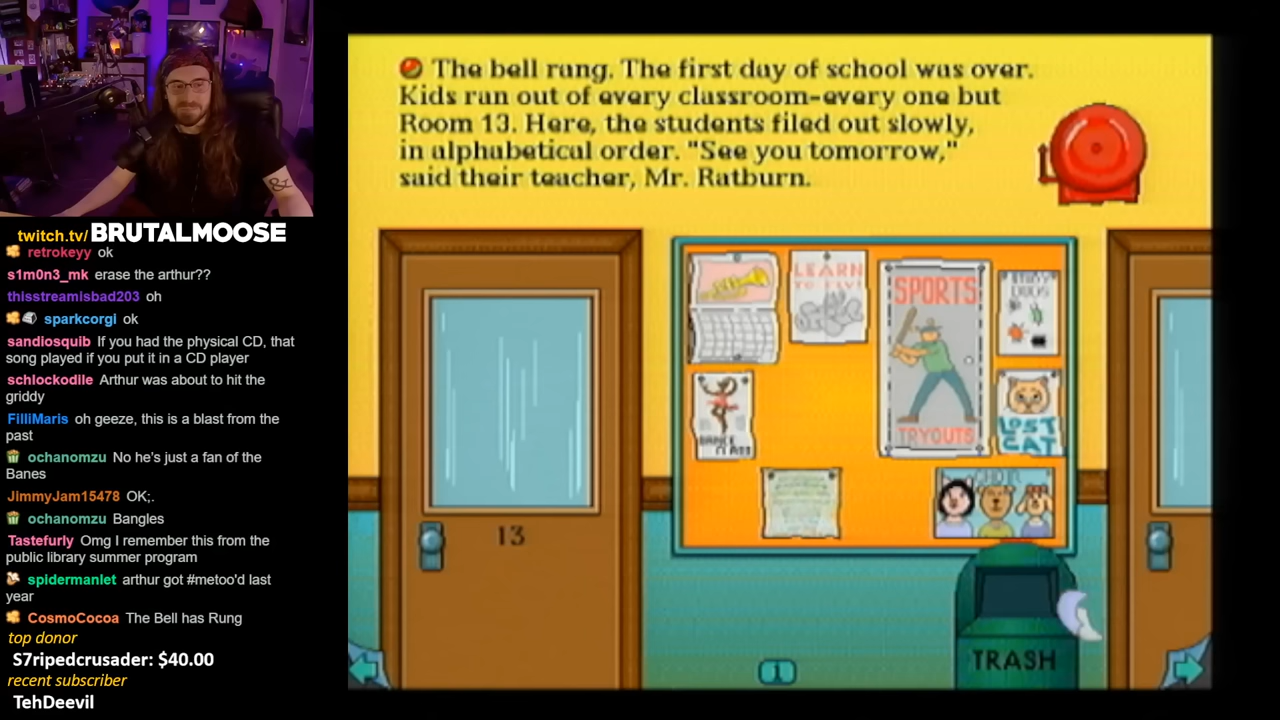 The bell rang. The first day of school was over.
Kids ran out of every classroom-every one but
Room 13. Here, the students filed out slowly,
in alphabetical order. "See you tomorrow,"
said their teacher, Mr. Ratburn.
LEARN
TO FLY!
SPORTS
TRYOUTS
DANCE
CLASS
LOST
CAT
13
TRASH
1
twitch.tv/BRUTALMOOSE
retrokeyy ok
s1m0n3_mk erase the arthur??
thisstreamisbad203 oh
sparkcorgi ok
sandiosquib If you had the physical CD, that
song played if you put it in a CD player
schlockodile Arthur was about to hit the
griddy
FilliMaris oh geeze, this is a blast from the
past
ochanomzu No he's just a fan of the
Banes
JimmyJam15478 OK;.
ochanomzu Bangles
Tastefurly Omg I remember this from the
public library summer program
spidermanlet arthur got #metoo'd last
year
CosmoCocoa The Bell has Rung
top donor
S7ripedcrusader: $40.00
recent subscriber
TehDeevil
&